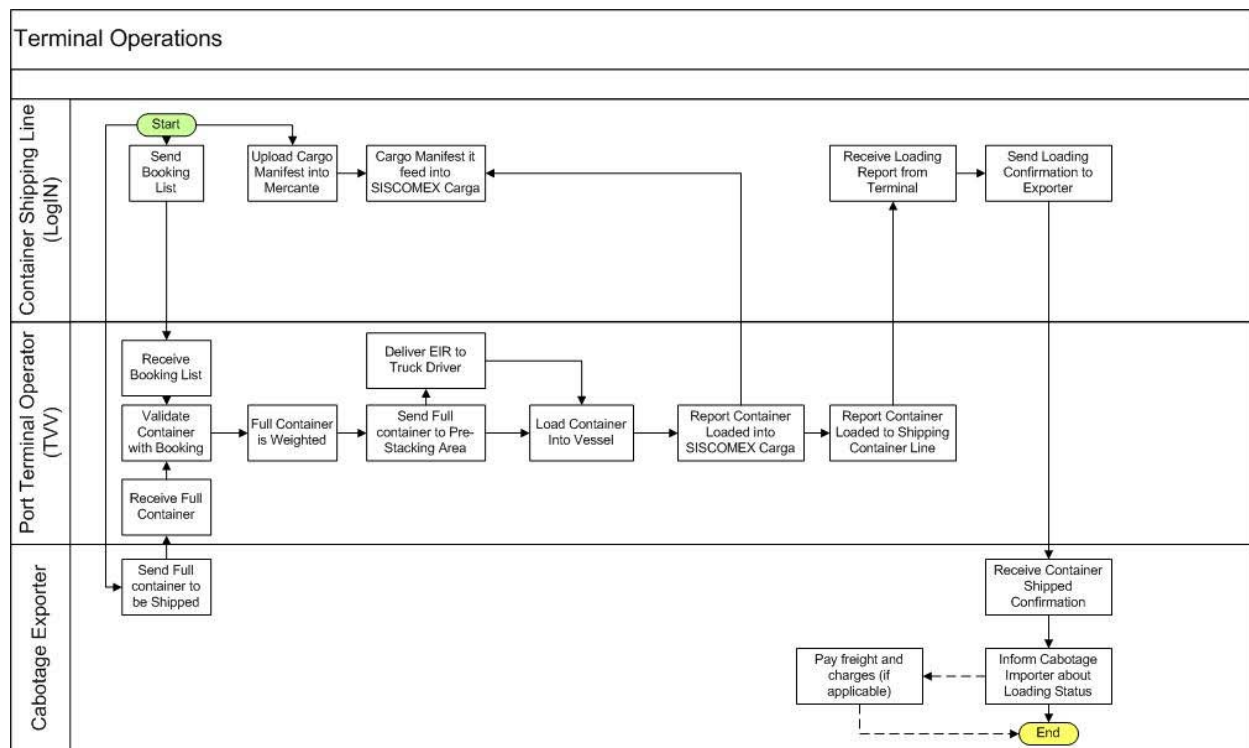 Terminal Operations
Container Shipping Line
(LogIN)
Start
Send
Booking
List
Upload Cargo
Manifest into
Mercante
Cargo Manifest it
feed into
SISCOMEX Carga
Receive Loading
Report from
Terminal
Send Loading
Confirmation to
Exporter
Port Terminal Operator
(TVV)
Receive
Booking List
Deliver EIR to
Truck Driver
Validate
Container
with Booking
Full Container
is Weighted
Send Full
container to Pre-
Stacking Area
Load Container
Into Vessel
Report Container
Loaded into
SISCOMEX Carga
Report Container
Loaded to Shipping
Container Line
Receive Full
Container
Cabotage Exporter
Send Full
container to
be Shipped
Receive Container
Shipped
Confirmation
Pay freight and
charges (if
applicable)
Inform Cabotage
Importer about
Loading Status
End